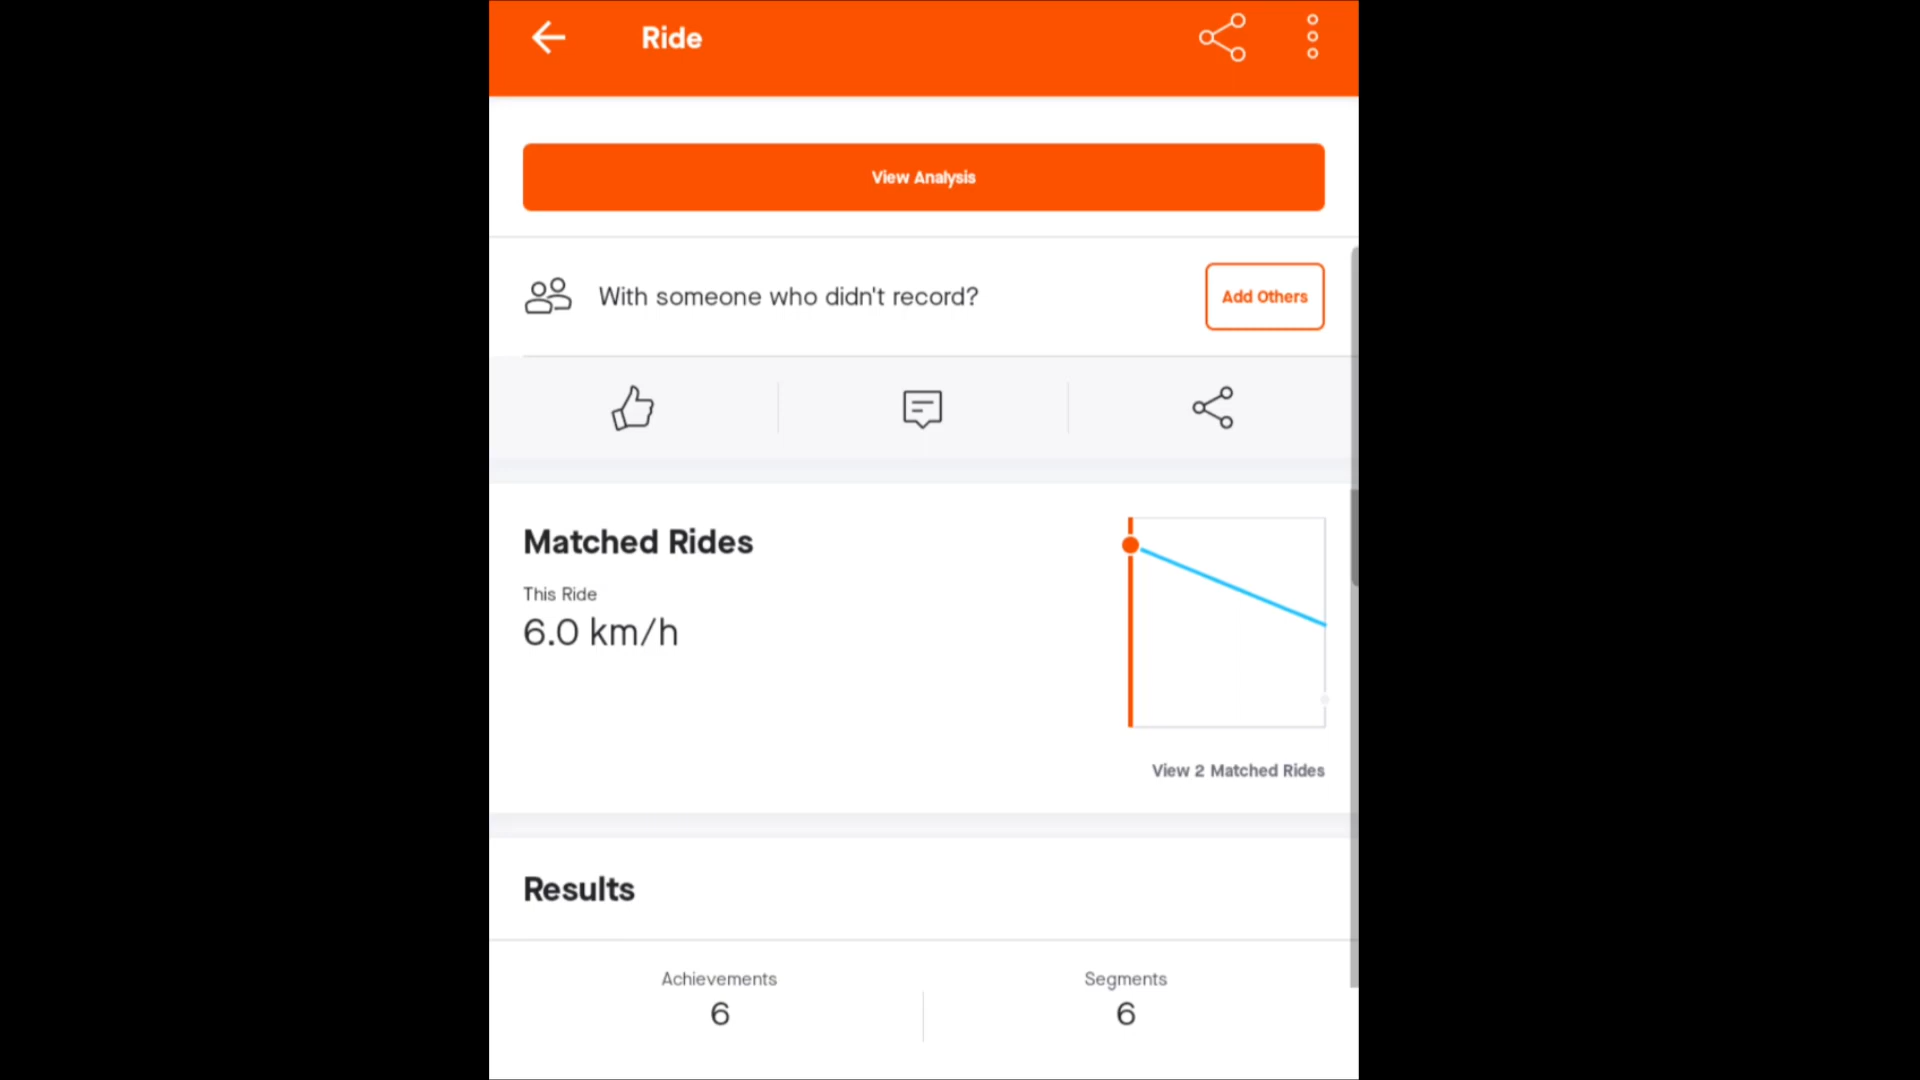 Ride
View Analysis
With someone who didn't record?
Add Others
Matched Rides
This Ride
6.0 km/h
View 2 Matched Rides
Results
Achievements
6
Segments
6